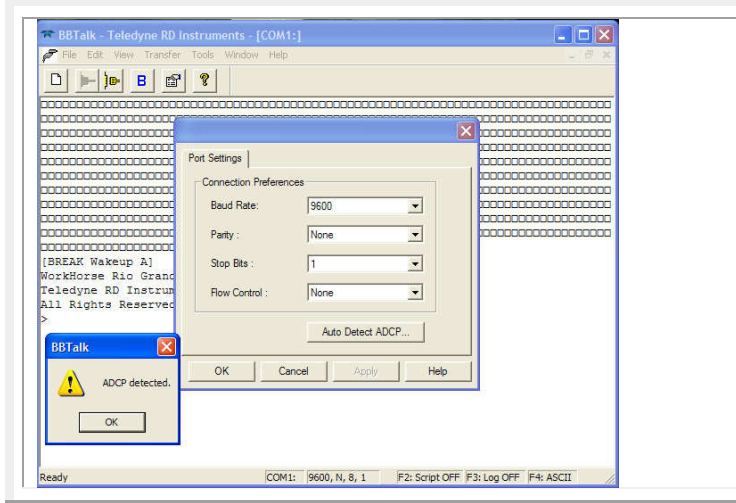 BBTalk - Teledyne RD Instruments - [COM1:]
File Edit View Transfer Tools Window Help
B
Port Settings
Connection Preferences
Baud Rate: 9600
Parity : None
Stop Bits : 1
Flow Control : None
Auto Detect ADCP...
OK Cancel Apply Help
[BREAK Wakeup A]
WorkHorse Rio Grand
Teledyne RD Instrum
All Rights Reserved
>
BBTalk
ADCP detected.
OK
Ready COM1: 9600, N, 8, 1 F2: Script OFF F3: Log OFF F4: ASCII